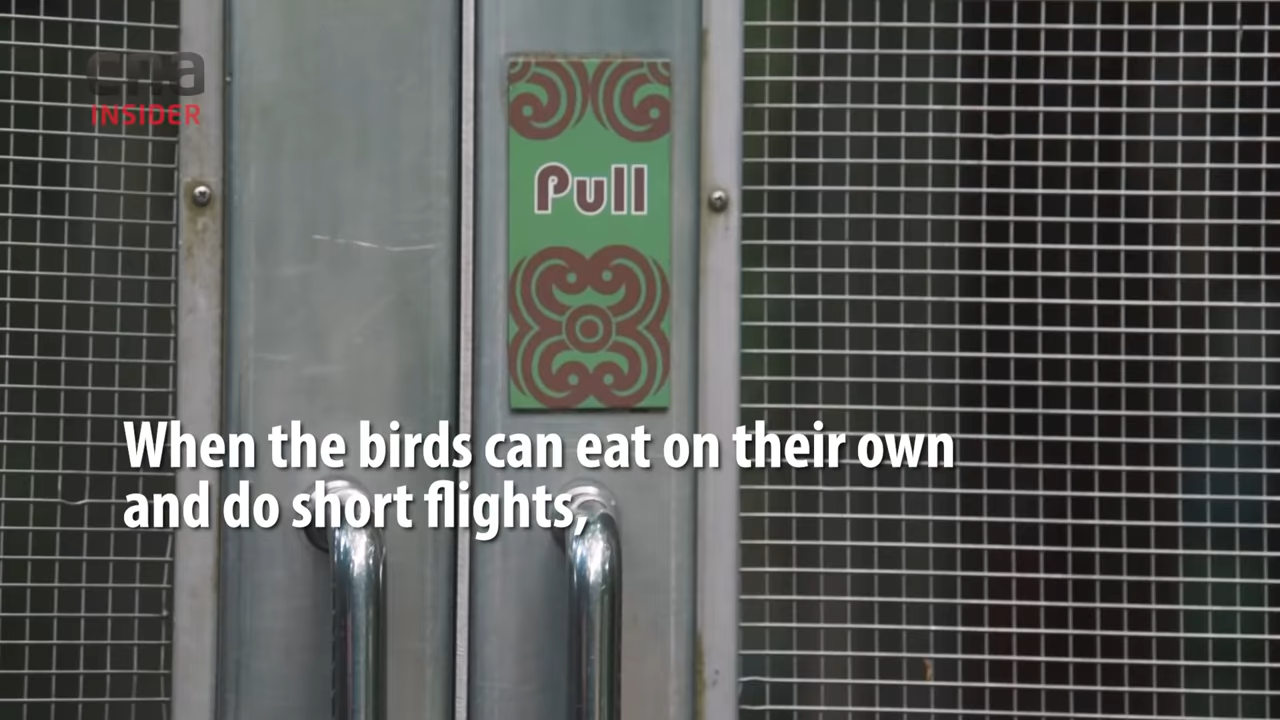 cna
INSIDER
Pull
When the birds can eat on their own
and do short flights,